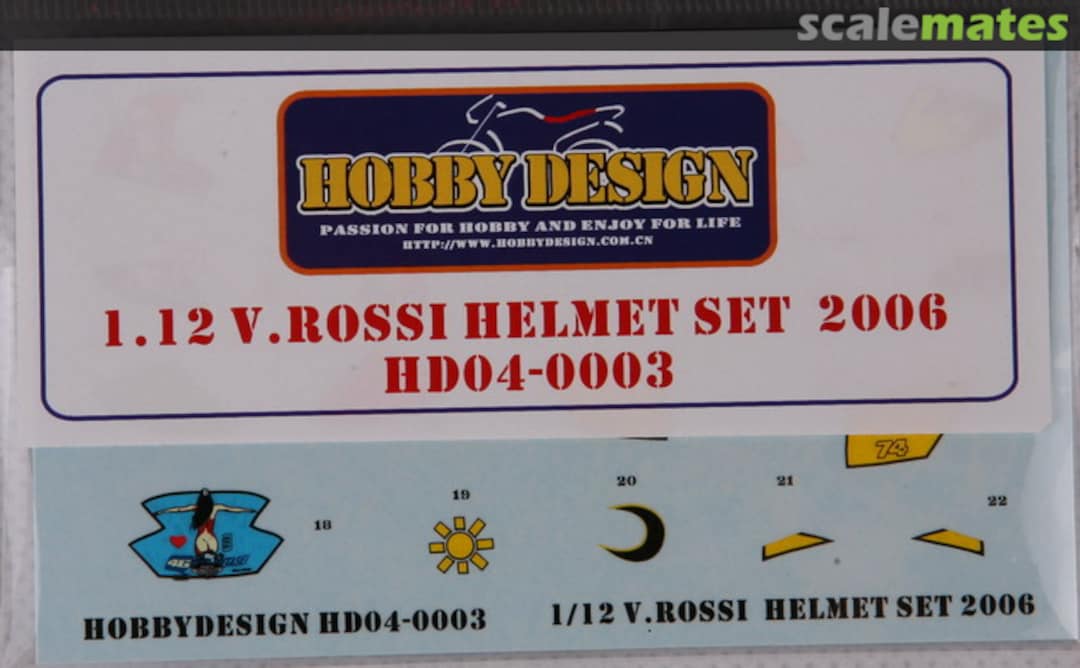 scalemates
HOBBY DESIGN
PASSION FOR HOBBY AND ENJOY FOR LIFE
HTTP://WWW.HOBBYDESIGN.COM.CN
1.12 V.ROSSI HELMET SET 2006
HD04-0003
74
18
19
20
21
22
HOBBYDESIGN HD04-0003
1/12 V.ROSSI HELMET SET 2006